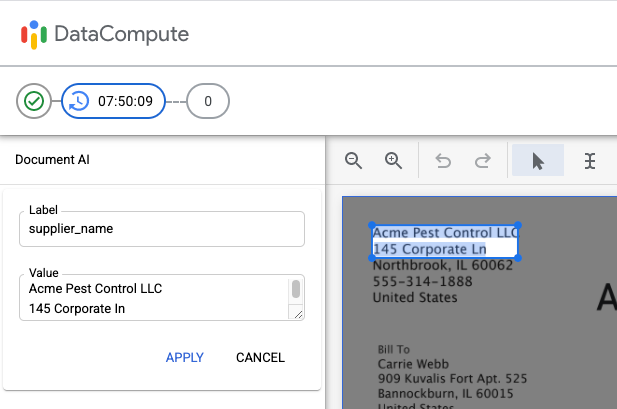 DataCompute
07:50:09
0
Document AI
Label
supplier_name
Value
Acme Pest Control LLC
145 Corporate ln
APPLY
CANCEL
Acme Pest Control LLC
145 Corporate Ln
Northbrook, IL 60062
555-314-1888
United States
A
Bill To
Carrie Webb
909 Kuvalis Fort Apt. 525
Bannockburn, IL 60015
United States